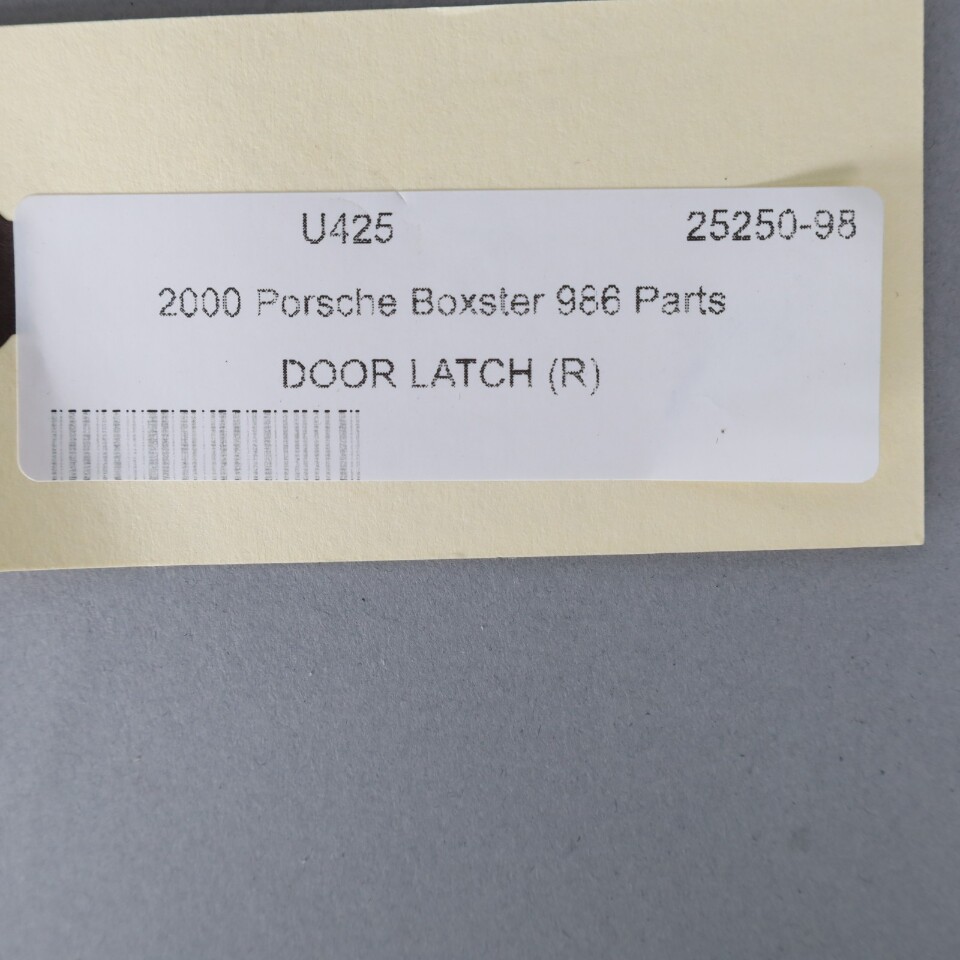 U425 25250-98
2000 Porsche Boxster 986 Parts
DOOR LATCH (R)